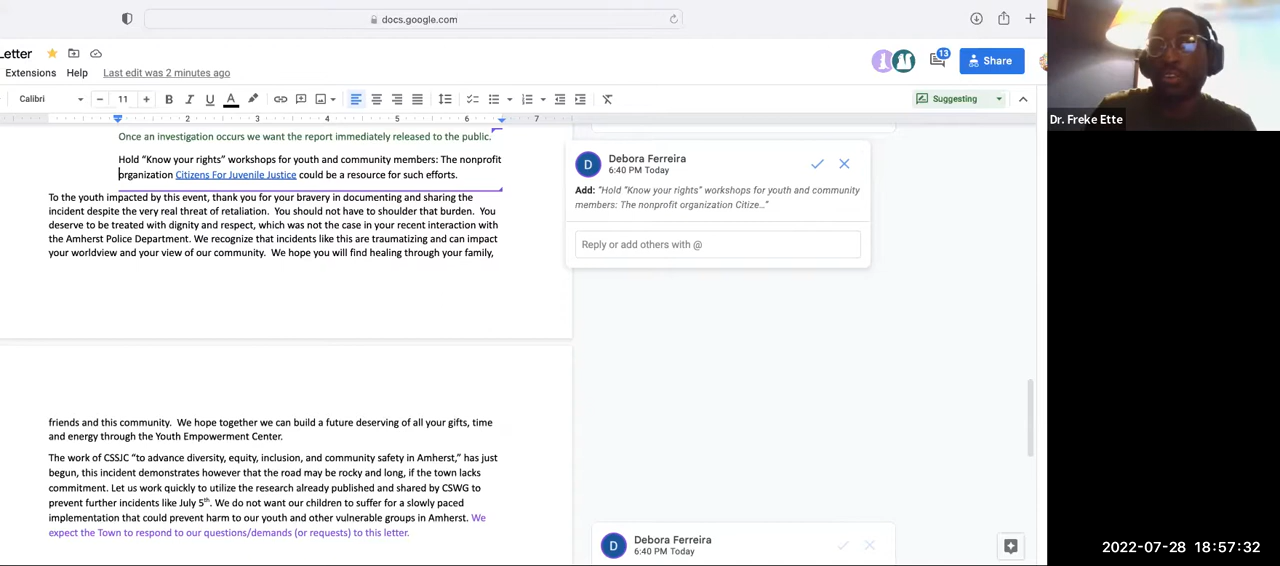 docs.google.com
Letter
Extensions Help Last edit was 2 minutes ago
13
Share
Calibri
11
Suggesting
2 3 4 5 6 7
Once an investigation occurs we want the report immediately released to the public.
Hold “Know your rights” workshops for youth and community members: The nonprofit
organization Citizens For Juvenile Justice could be a resource for such efforts.
To the youth impacted by this event, thank you for your bravery in documenting and sharing the
incident despite the very real threat of retaliation. You should not have to shoulder that burden. You
deserve to be treated with dignity and respect, which was not the case in your recent interaction with
the Amherst Police Department. We recognize that incidents like this are traumatizing and can impact
your worldview and your view of our community. We hope you will find healing through your family,
friends and this community. We hope together we can build a future deserving of all your gifts, time
and energy through the Youth Empowerment Center.
The work of CSSJC “to advance diversity, equity, inclusion, and community safety in Amherst,” has just
begun, this incident demonstrates however that the road may be rocky and long, if the town lacks
commitment. Let us work quickly to utilize the research already published and shared by CSWG to
prevent further incidents like July 5th. We do not want our children to suffer for a slowly paced
implementation that could prevent harm to our youth and other vulnerable groups in Amherst. We
expect the Town to respond to our questions/demands (or requests) to this letter.
D
Debora Ferreira
6:40 PM Today
Add: “Hold “Know your rights” workshops for youth and community
members: The nonprofit organization Citize...”
Reply or add others with @
D
Debora Ferreira
6:40 PM Today
Dr. Freke Ette
2022-07-28 18:57:32